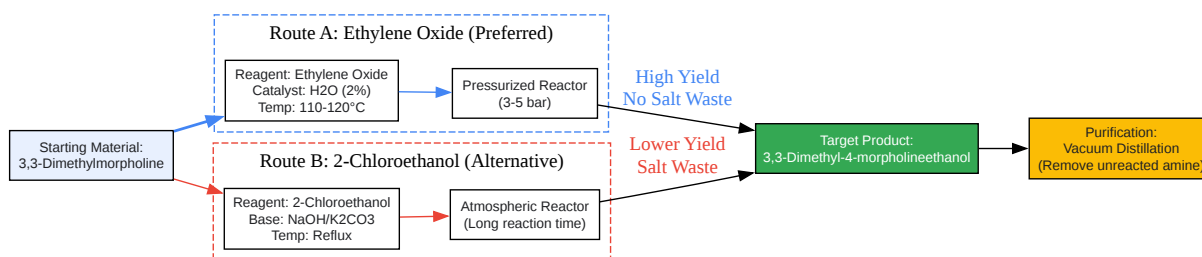 Route A: Ethylene Oxide (Preferred)
Reagent: Ethylene Oxide
Catalyst: H2O (2%)
Temp: 110-120°C
Pressurized Reactor
(3-5 bar)
High Yield
No Salt Waste
Starting Material:
3,3-Dimethylmorpholine
Route B: 2-Chloroethanol (Alternative)
Reagent: 2-Chloroethanol
Base: NaOH/K2CO3
Temp: Reflux
Atmospheric Reactor
(Long reaction time)
Lower Yield
Salt Waste
Target Product:
3,3-Dimethyl-4-morpholineethanol
Purification:
Vacuum Distillation
(Remove unreacted amine)